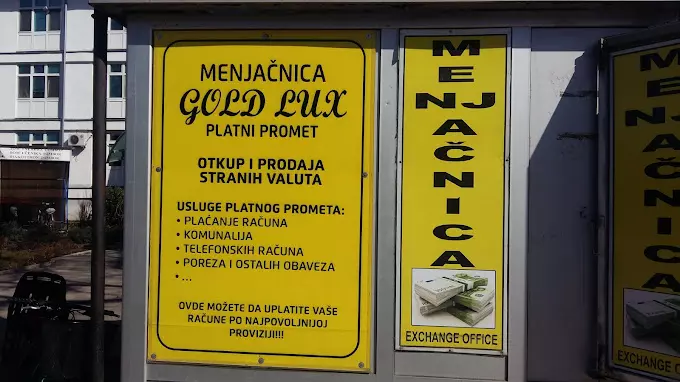 MENJAČNICA
GOLD LUX
PLATNI PROMET
OTKUP I PRODAJA
STRANIH VALUTA
USLUGE PLATNOG PROMETA:
• PLAĆANJE RAČUNA
• KOMUNALIJA
• TELEFONSKIH RAČUNA
• POREZA I OSTALIH OBAVEZA
• ...
OVDE MOŽETE DA UPLATITE VAŠE
RAČUNE PO NAJPOVOLJNIJOJ
PROVIZIJI!!!
MENJAČNICA
EXCHANGE OFFICE
MENJAČNICA
EXCHANGE OFFICE